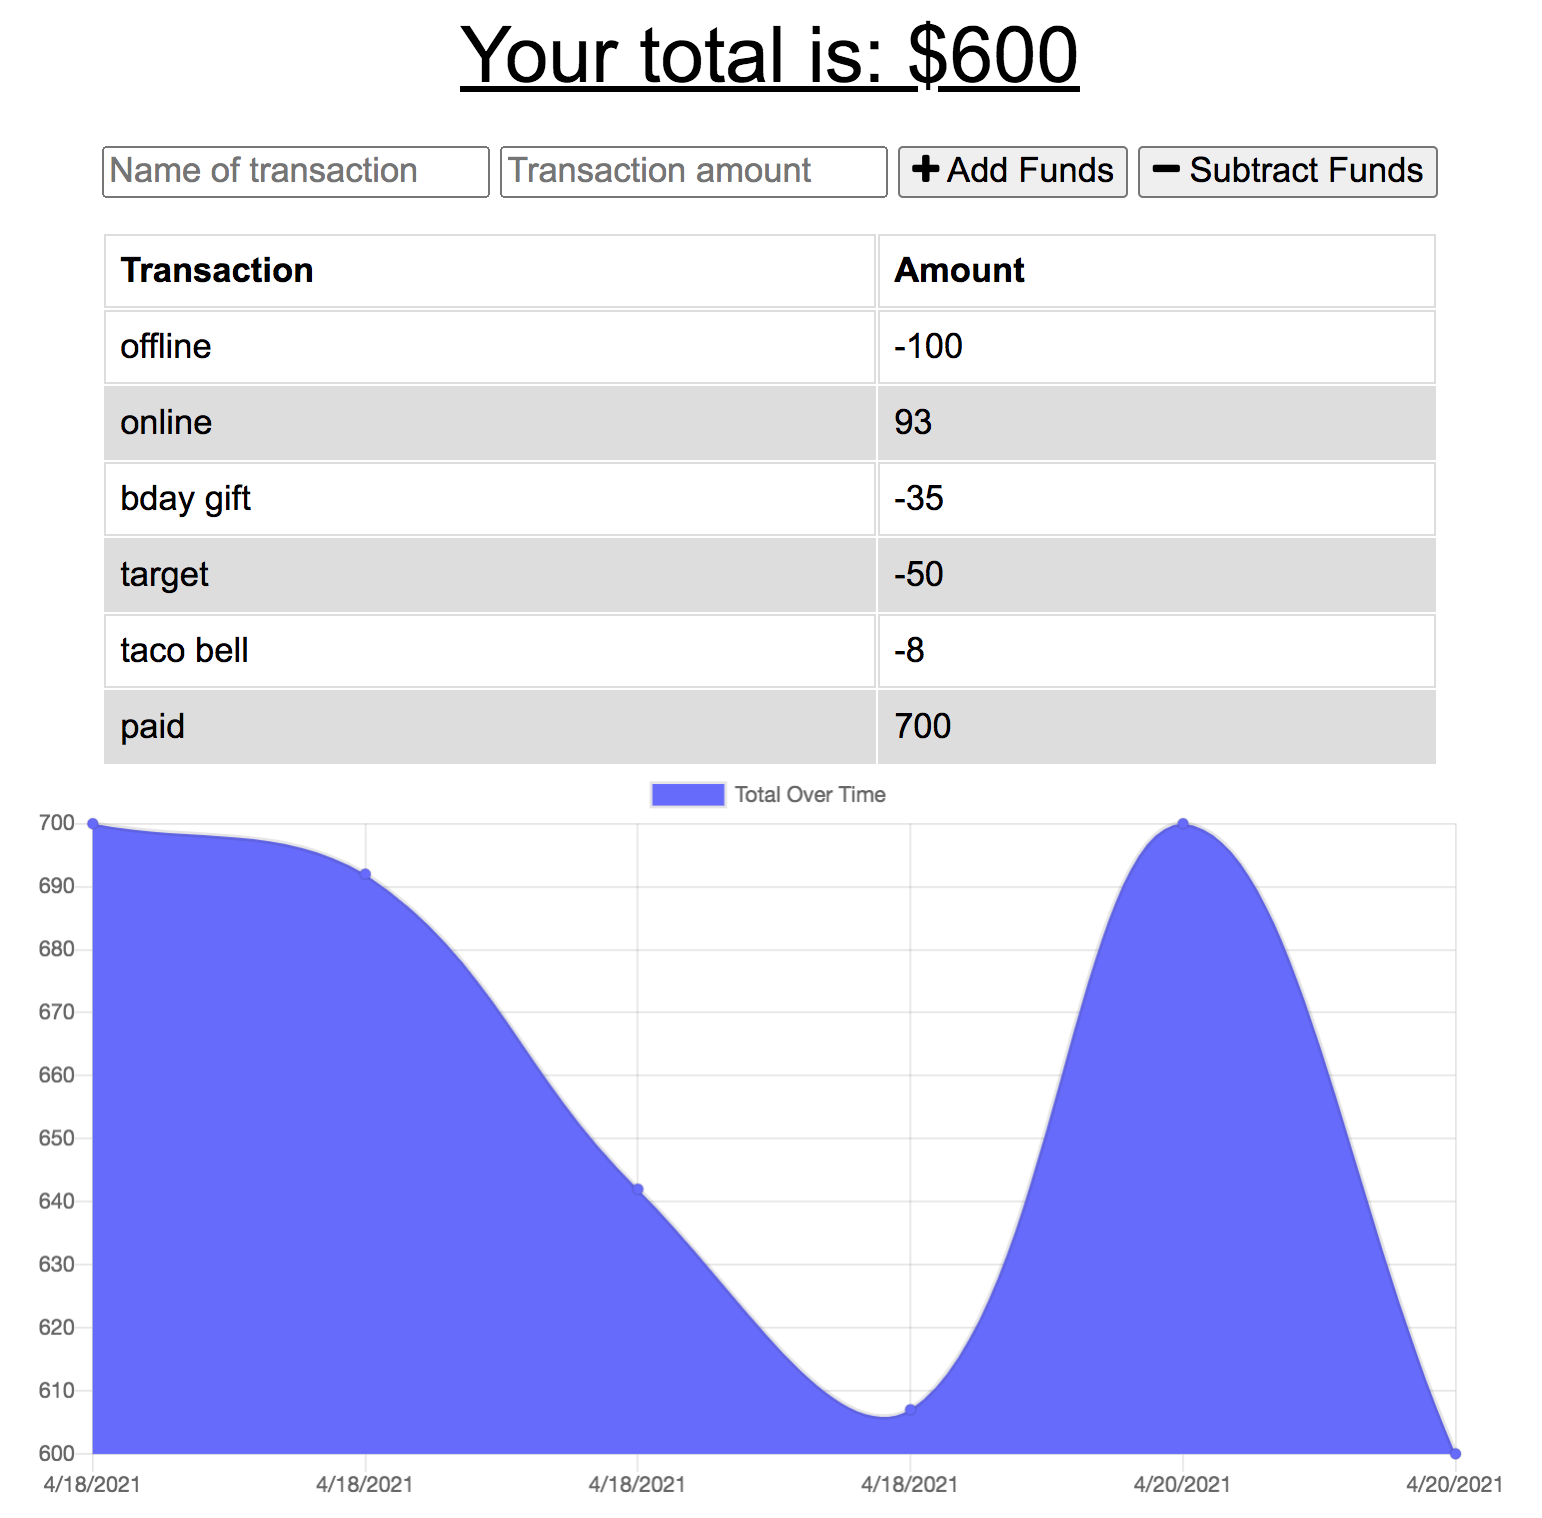 Your total is: $600
Name of transaction Transaction amount Add Funds Subtract Funds
Transaction Amount
offline -100
online 93
bday gift -35
target -50
taco bell -8
paid 700
Total Over Time
700
690
680
670
660
650
640
630
620
610
600
4/18/2021 4/18/2021 4/18/2021 4/18/2021 4/20/2021 4/20/2021